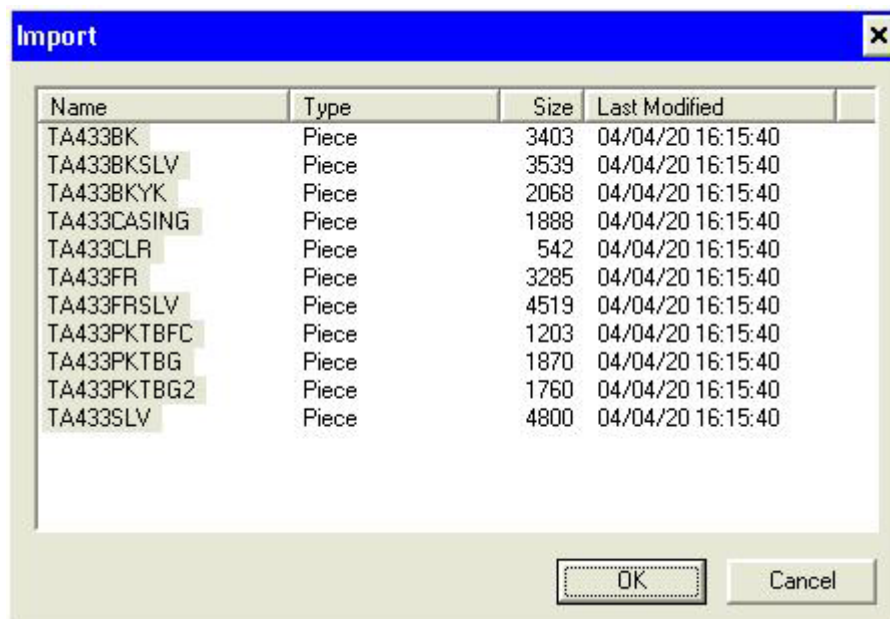 Import
Name Type Size Last Modified
TA433BK Piece 3403 04/04/20 16:15:40
TA433BKSLV Piece 3539 04/04/20 16:15:40
TA433BKYK Piece 2068 04/04/20 16:15:40
TA433CASING Piece 1888 04/04/20 16:15:40
TA433CLR Piece 542 04/04/20 16:15:40
TA433FR Piece 3285 04/04/20 16:15:40
TA433FRSLV Piece 4519 04/04/20 16:15:40
TA433PKTBFC Piece 1203 04/04/20 16:15:40
TA433PKTBG Piece 1870 04/04/20 16:15:40
TA433PKTBG2 Piece 1760 04/04/20 16:15:40
TA433SLV Piece 4800 04/04/20 16:15:40
OK Cancel